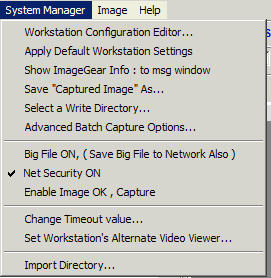 System Manager Image Help
Workstation Configuration Editor...
Apply Default Workstation Settings
Show ImageGear Info : to msg window
Save "Captured Image" As...
Select a Write Directory...
Advanced Batch Capture Options...
Big File ON, ( Save Big File to Network Also )
Net Security ON
Enable Image OK , Capture
Change Timeout value...
Set Workstation's Alternate Video Viewer...
Import Directory...